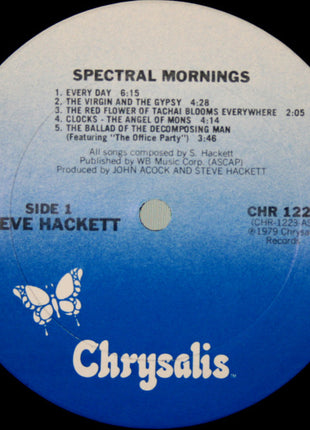 SPECTRAL MORNINGS
1. EVERY DAY 6:15
2. THE VIRGIN AND THE GYPSY 4:28
3. THE RED FLOWER OF TACHAI BLOOMS EVERYWHERE 2:05
4. CLOCKS - THE ANGEL OF MONS 4:14
5. THE BALLAD OF THE DECOMPOSING MAN
(Featuring "The Office Party") 3:46
All songs composed by S. Hackett
Published by WB Music Corp. (ASCAP)
Produced by JOHN ACOCK AND STEVE HACKETT
SIDE 1
EVE HACKETT
CHR 122
(CHR-1223 AS
℗1979 Chrysa
Records
Chrysalis
TM